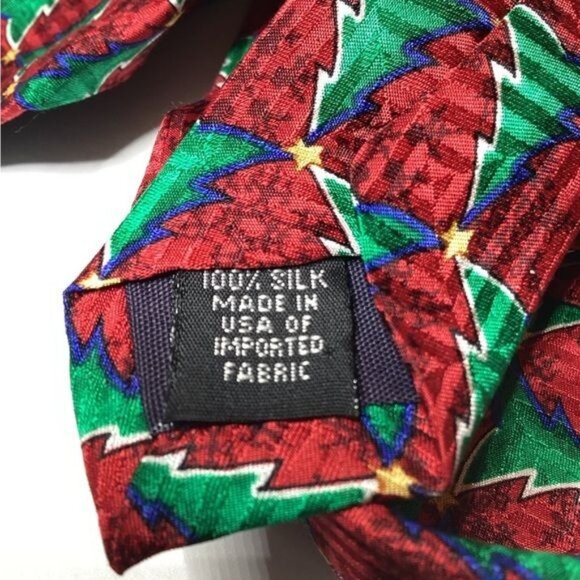 100% SILK
MADE IN
USA OF
IMPORTED
FABRIC